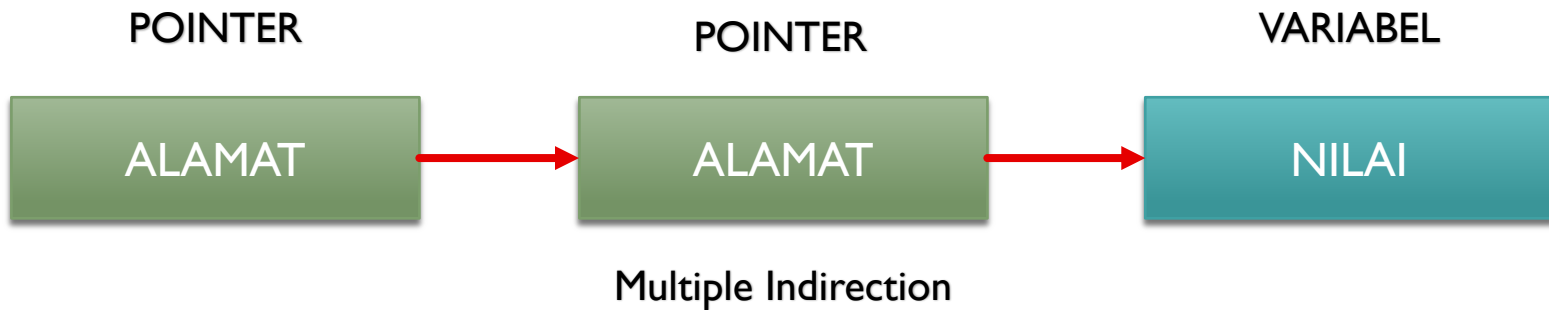 POINTER POINTER VARIABEL
ALAMAT ALAMAT NILAI
Multiple Indirection